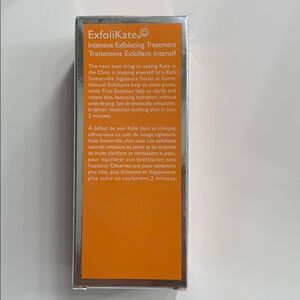 ExfoliKate
Intensive Exfoliating Treatment
Traitement Exfoliant Intensif
The next best thing to seeing Kate in
the Clinic is treating yourself to a Kate
Somerville Signature Facial at home.
Natural Exfoliants help to clean pores,
while Fruit Enzymes help to clarify and
renew skin, balancing hydration, without
over-drying. See dramatically smoother,
brighter, healthier-looking skin in just
2 minutes.
A défaut de voir Kate dans sa clinique,
offrez-vous un soin du visage signature
Kate Somerville chez vous. Les exfoliants
naturels nettoient les pores et les enzymes
de fruits clarifient et revitalisent la peau,
pour équilibrer son hydratation sans
l'assécher. Observez une peau nettement
plus lisse, plus éclatante et d'apparence
plus saine en seulement 2 minutes.